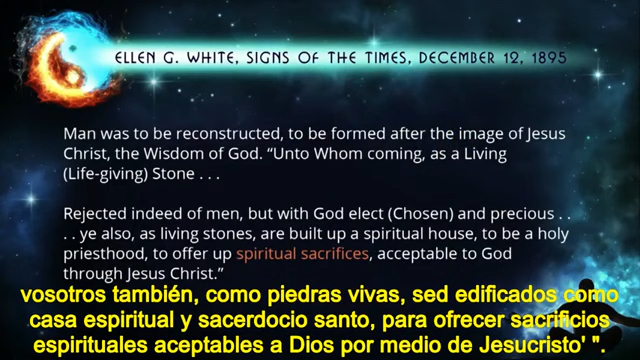 ELLEN G. WHITE, SIGNS OF THE TIMES, DECEMBER 12, 1895
Man was to be reconstructed, to be formed after the image of Jesus
Christ, the Wisdom of God. “Unto Whom coming, as a Living
(Life-giving) Stone . . .
Rejected indeed of men, but with God elect (Chosen) and precious . .
. . ye also, as living stones, are built up a spiritual house, to be a holy
priesthood, to offer up spiritual sacrifices, acceptable to God
through Jesus Christ.”
vosotros también, como piedras vivas, sed edificados como
casa espiritual y sacerdocio santo, para ofrecer sacrificios
espirituales aceptables a Dios por medio de Jesucristo' ".